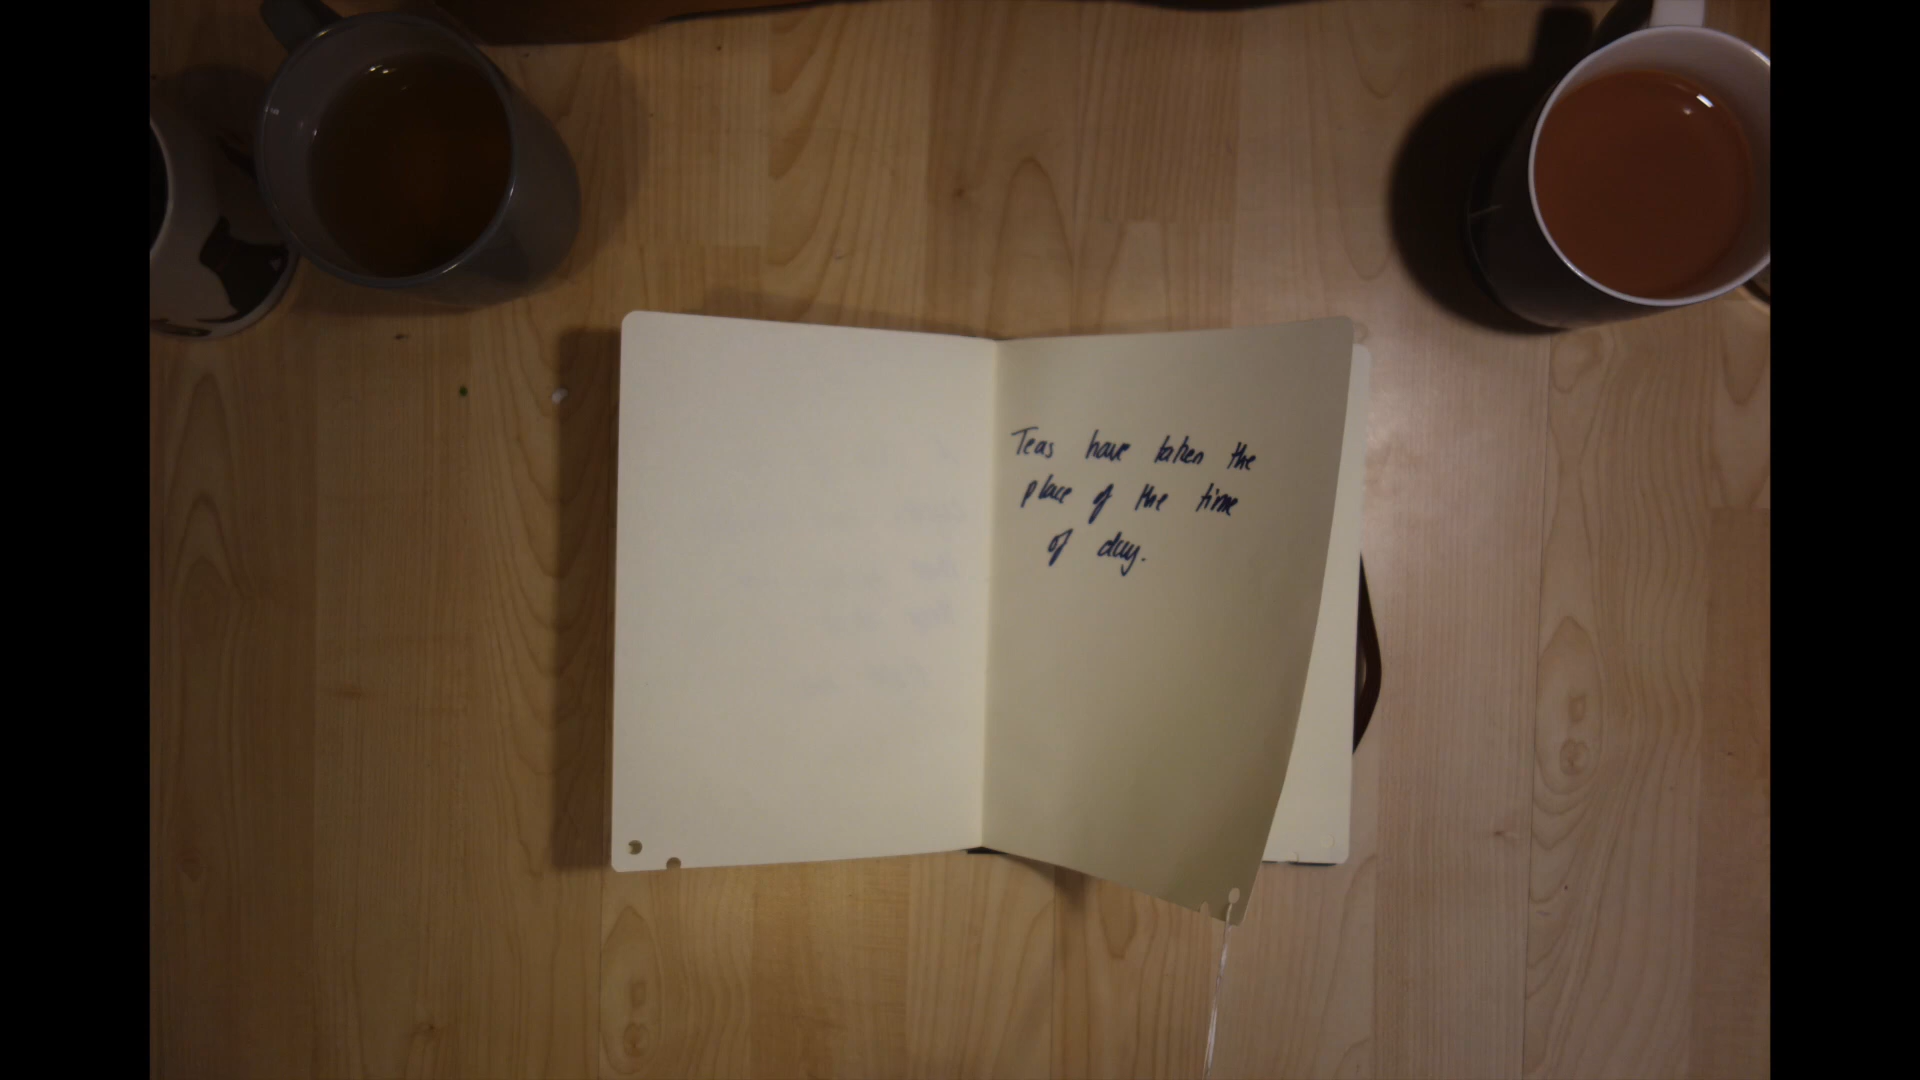 Teas have taken the
place of the time
of day.